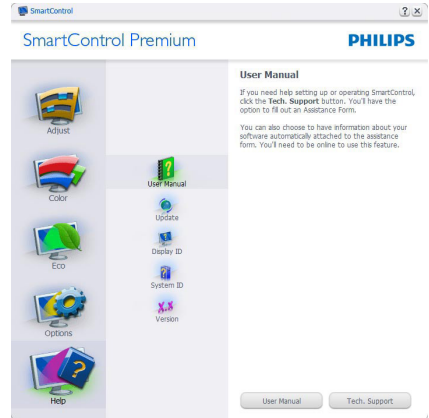 SmartControl
SmartControl Premium
PHILIPS
Adjust
Color
Eco
Options
Help
User Manual
Update
Display ID
System ID
X.x
Version
User Manual
If you need help setting up or operating SmartControl,
click the Tech. Support button. You'll have the
option to fill out an Assistance Form.
You can also choose to have information about your
software automatically attached to the assistance
form. You'll need to be online to use this feature.
User Manual
Tech. Support